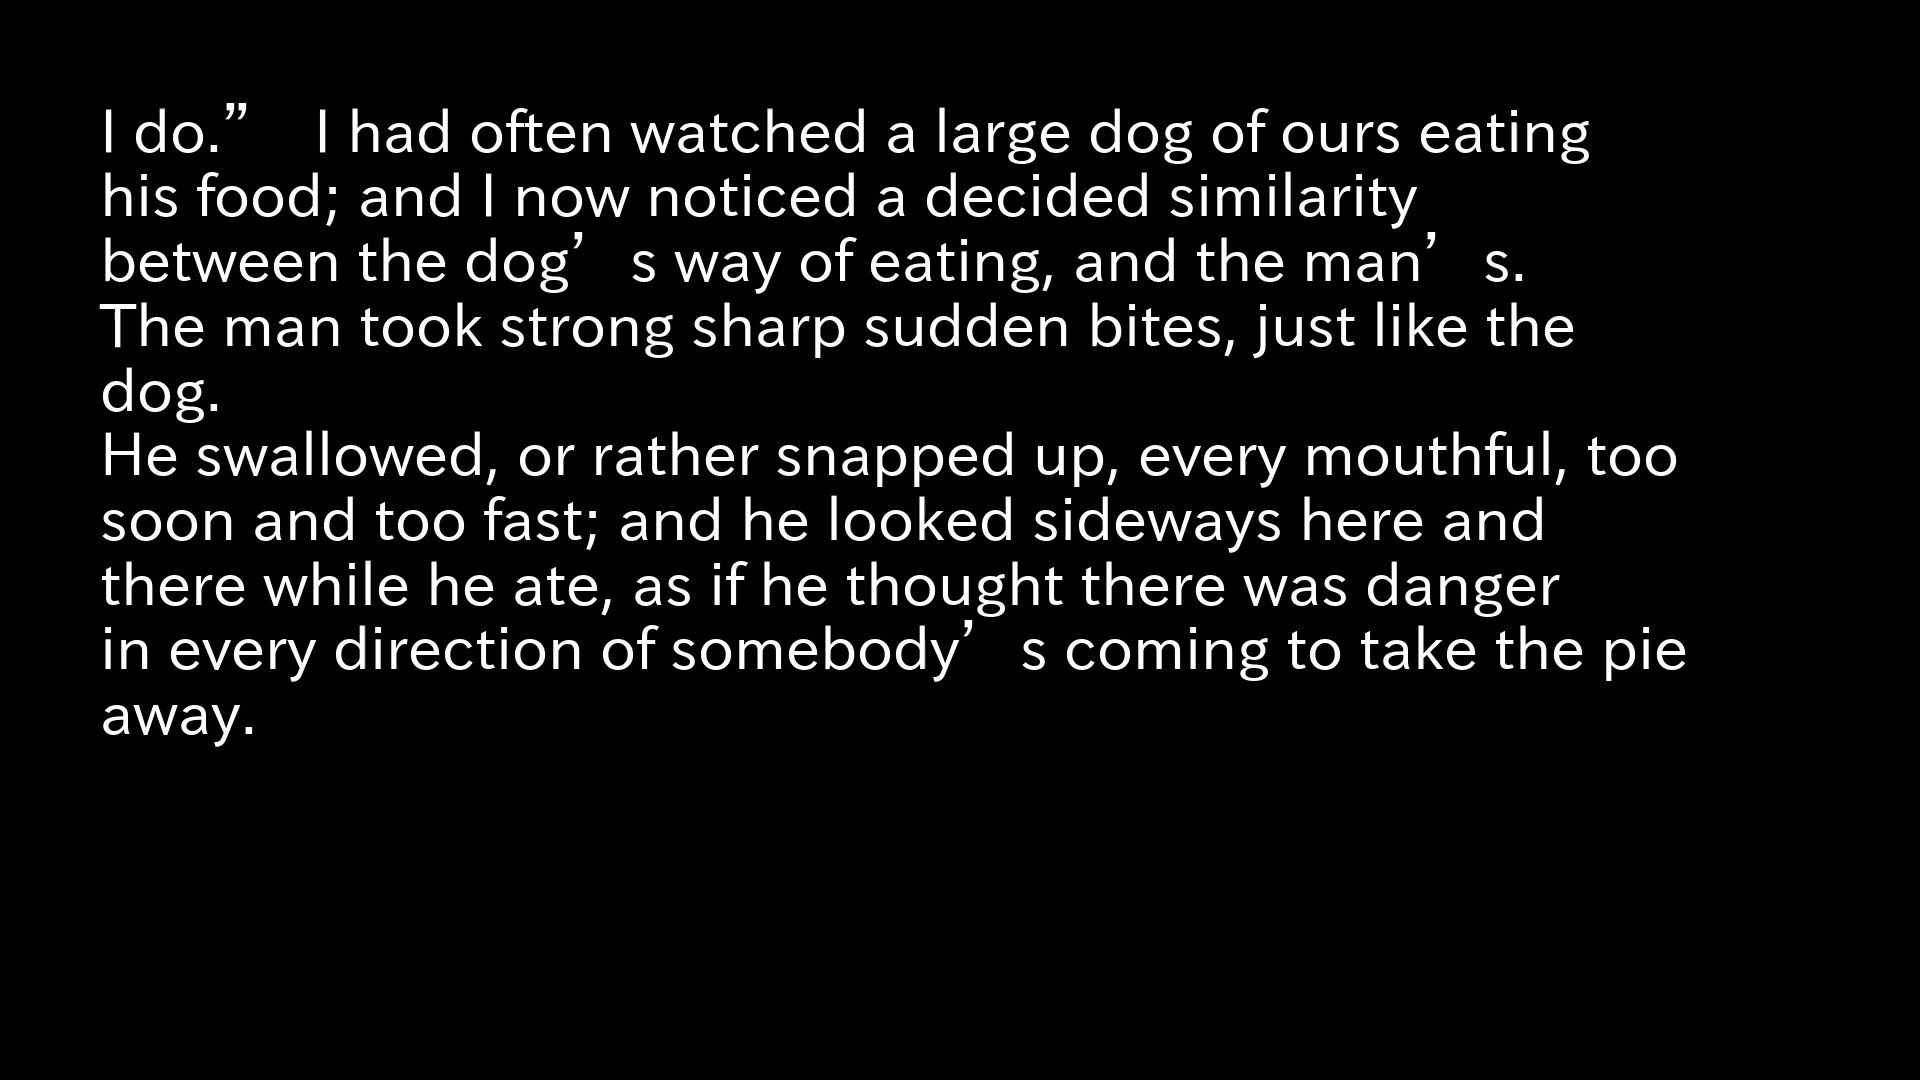 I do.” I had often watched a large dog of ours eating
his food; and I now noticed a decided similarity
between the dog’s way of eating, and the man’s.
The man took strong sharp sudden bites, just like the
dog.
He swallowed, or rather snapped up, every mouthful, too
soon and too fast; and he looked sideways here and
there while he ate, as if he thought there was danger
in every direction of somebody’s coming to take the pie
away.